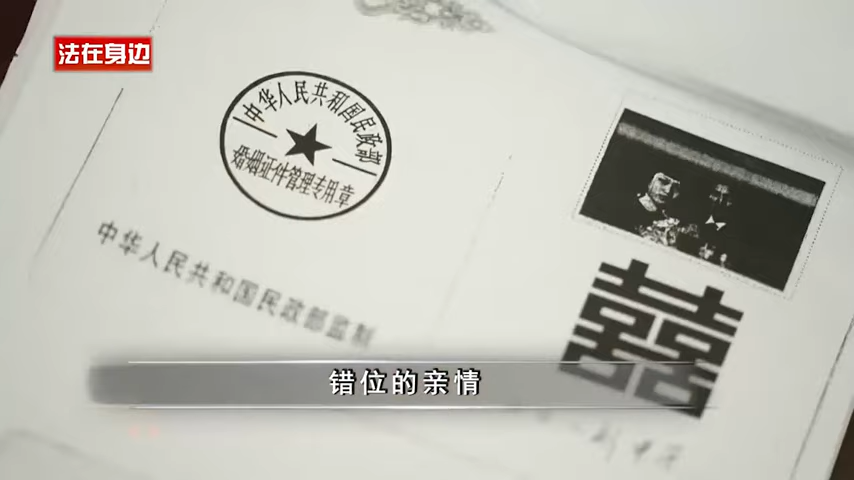 法在身边
中华人民共和国民政部
婚姻证件管理专用章
中华人民共和国民政部监制
囍
错位的亲情